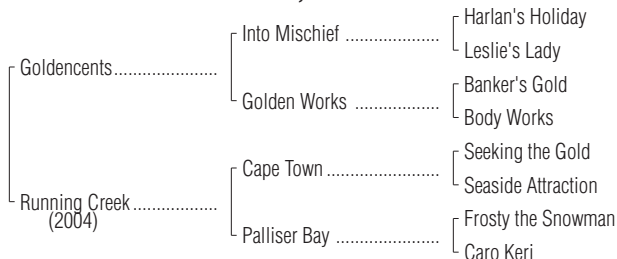 Harlan's Holiday
Into Mischief ....................
Leslie's Lady
Goldencents......................
Banker's Gold
Golden Works ..................
Body Works
Seeking the Gold
Cape Town ........................
Seaside Attraction
Running Creek ..................
(2004)
Frosty the Snowman
Palliser Bay ......................
Caro Keri